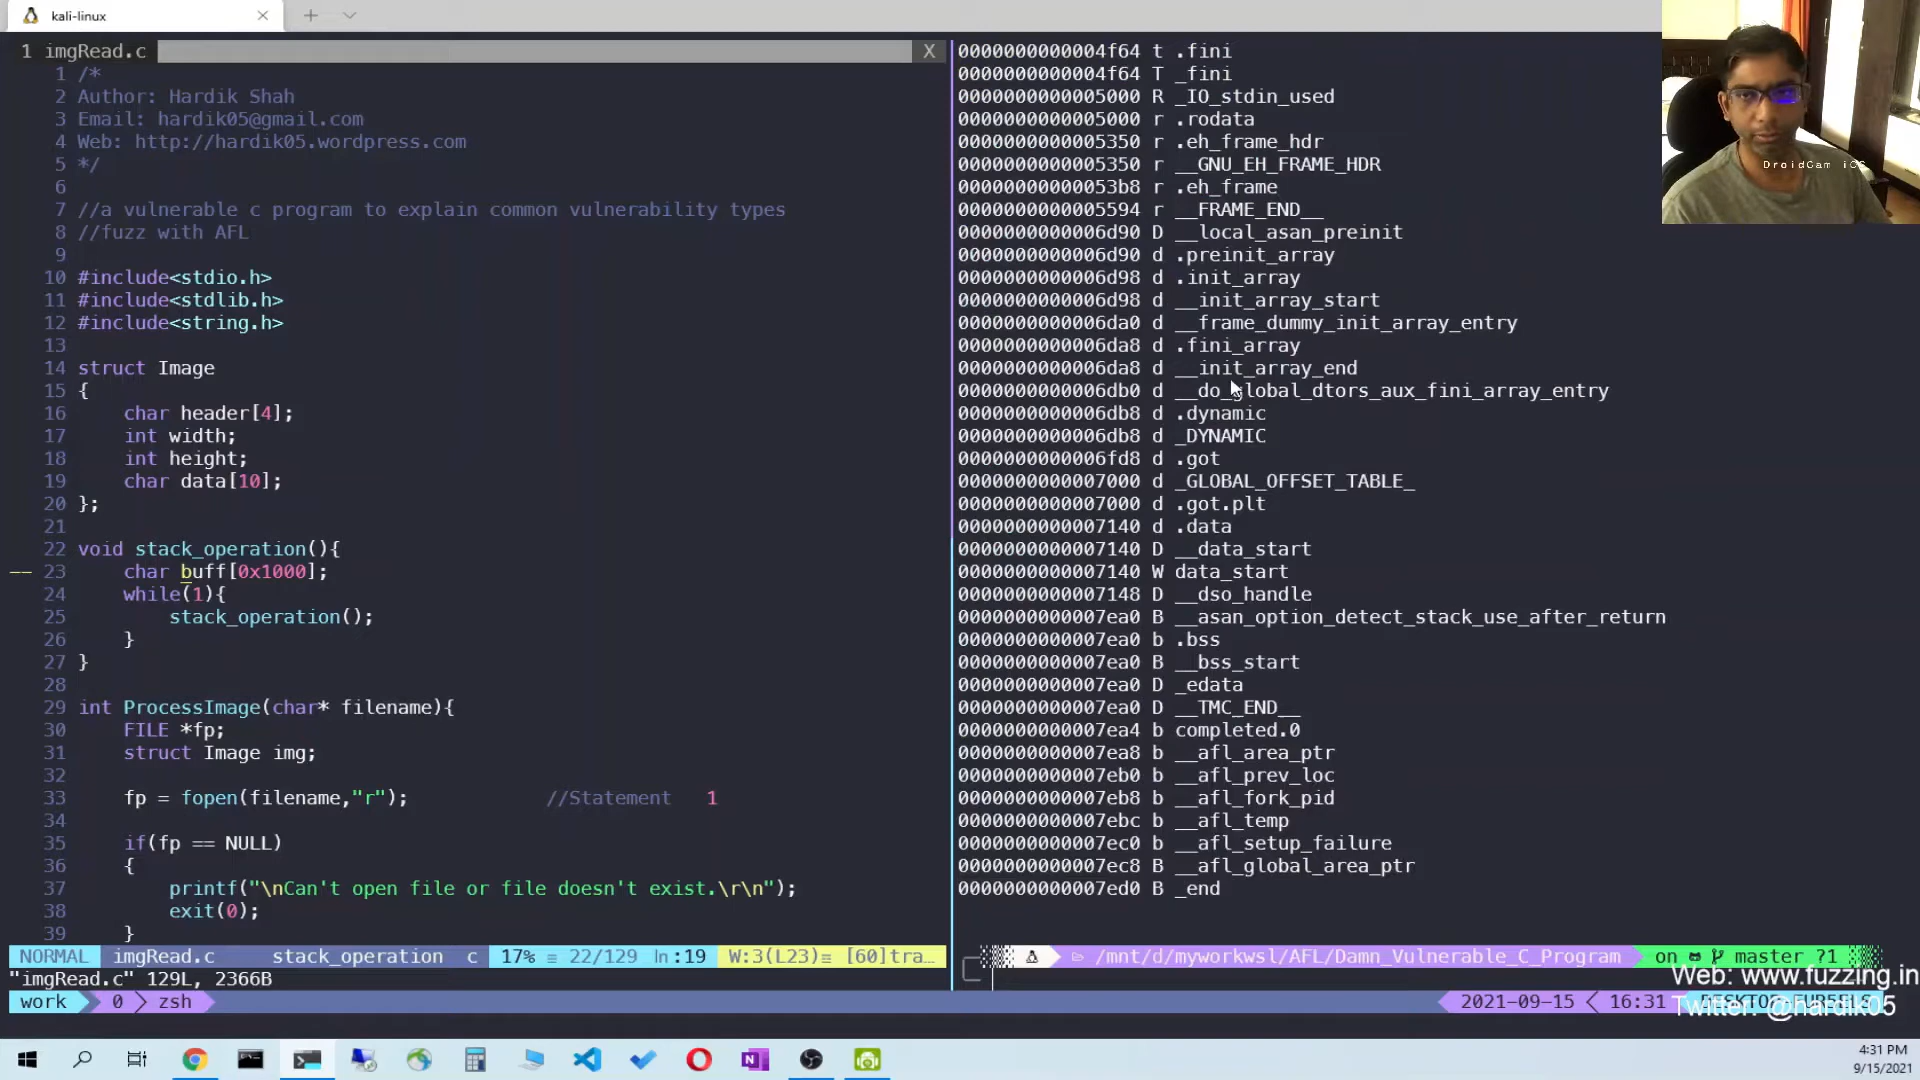 kali-linux
1 imgRead.c X
1 /*
2 Author: Hardik Shah
3 Email: hardik05@gmail.com
4 Web: http://hardik05.wordpress.com
5 */
6
7 //a vulnerable c program to explain common vulnerability types
8 //fuzz with AFL
9
10 #include<stdio.h>
11 #include<stdlib.h>
12 #include<string.h>
13
14 struct Image
15 {
16 char header[4];
17 int width;
18 int height;
19 char data[10];
20 };
21
22 void stack_operation(){
-- 23 char buff[0x1000];
24 while(1){
25 stack_operation();
26 }
27 }
28
29 int ProcessImage(char* filename){
30 FILE *fp;
31 struct Image img;
32
33 fp = fopen(filename,"r"); //Statement 1
34
35 if(fp == NULL)
36 {
37 printf("\nCan't open file or file doesn't exist.\r\n");
38 exit(0);
39 }
NORMAL imgRead.c stack_operation c 17% ≡ 22/129 ln:19 W:3(L23)≡ [60]tra…
"imgRead.c" 129L, 2366B
0000000000004f64 t .fini
0000000000004f64 T _fini
0000000000005000 R _IO_stdin_used
0000000000005000 r .rodata
0000000000005350 r .eh_frame_hdr
0000000000005350 r __GNU_EH_FRAME_HDR
00000000000053b8 r .eh_frame
0000000000005594 r __FRAME_END__
0000000000006d90 D __local_asan_preinit
0000000000006d90 d .preinit_array
0000000000006d98 d .init_array
0000000000006d98 d __init_array_start
0000000000006da0 d __frame_dummy_init_array_entry
0000000000006da8 d .fini_array
0000000000006da8 d __init_array_end
0000000000006db0 d __do_global_dtors_aux_fini_array_entry
0000000000006db8 d .dynamic
0000000000006db8 d _DYNAMIC
0000000000006fd8 d .got
0000000000007000 d _GLOBAL_OFFSET_TABLE_
0000000000007000 d .got.plt
0000000000007140 d .data
0000000000007140 D __data_start
0000000000007140 W data_start
0000000000007148 D __dso_handle
0000000000007ea0 B __asan_option_detect_stack_use_after_return
0000000000007ea0 b .bss
0000000000007ea0 B __bss_start
0000000000007ea0 D _edata
0000000000007ea0 D __TMC_END__
0000000000007ea4 b completed.0
0000000000007ea8 b __afl_area_ptr
0000000000007eb0 b __afl_prev_loc
0000000000007eb8 b __afl_fork_pid
0000000000007ebc b __afl_temp
0000000000007ec0 b __afl_setup_failure
0000000000007ec8 B __afl_global_area_ptr
0000000000007ed0 B _end
/mnt/d/myworkwsl/AFL/Damn_Vulnerable_C_Program on master ?1
DroidCam iOS
Web: www.fuzzing.in
Twitter: @hardik05
work 0 zsh 2021-09-15 16:31
4:31 PM
9/15/2021